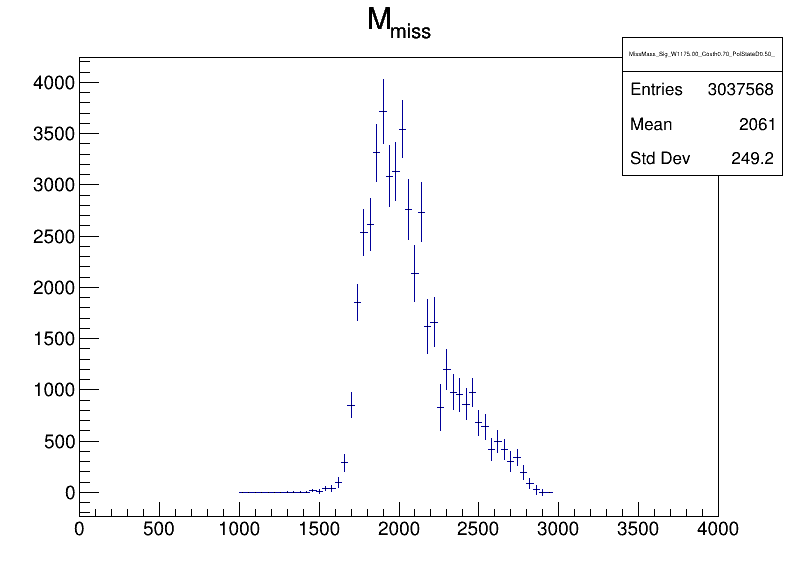 M_miss
MissMass_Sig_W1175.00_Costh0.70_PolStateD0.50_
Entries 3037568
Mean 2061
Std Dev 249.2
4000
3500
3000
2500
2000
1500
1000
500
0
0 500 1000 1500 2000 2500 3000 3500 4000